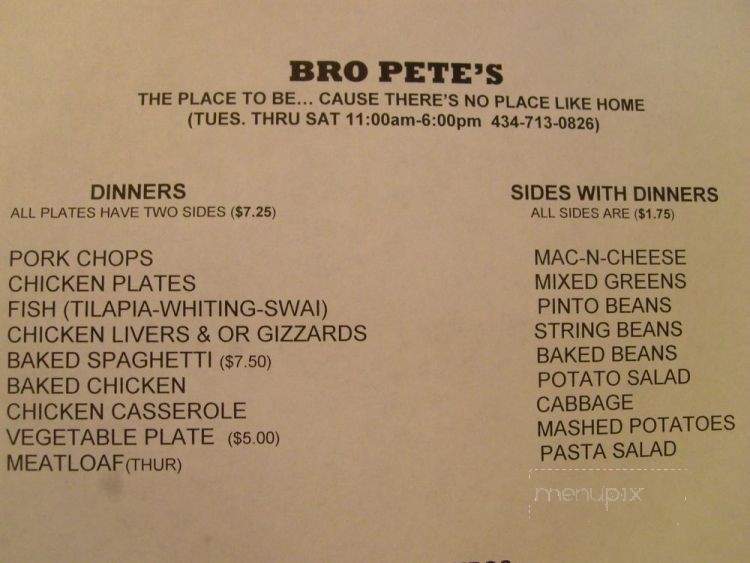 BRO PETE'S
THE PLACE TO BE... CAUSE THERE'S NO PLACE LIKE HOME
(TUES. THRU SAT 11:00am-6:00pm 434-713-0826)
DINNERS
ALL PLATES HAVE TWO SIDES ($7.25)
PORK CHOPS
CHICKEN PLATES
FISH (TILAPIA-WHITING-SWAI)
CHICKEN LIVERS & OR GIZZARDS
BAKED SPAGHETTI ($7.50)
BAKED CHICKEN
CHICKEN CASSEROLE
VEGETABLE PLATE ($5.00)
MEATLOAF(THUR)
SIDES WITH DINNERS
ALL SIDES ARE ($1.75)
MAC-N-CHEESE
MIXED GREENS
PINTO BEANS
STRING BEANS
BAKED BEANS
POTATO SALAD
CABBAGE
MASHED POTATOES
PASTA SALAD
menupix